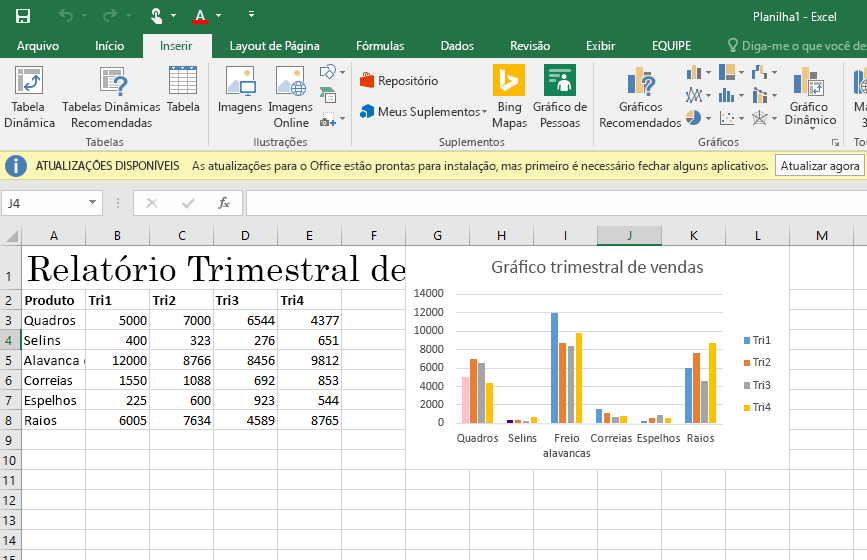 Planilha1 - Excel
Arquivo Início Inserir Layout de Página Fórmulas Dados Revisão Exibir EQUIPE Diga-me o que você de
Tabela Dinâmica
Tabelas Dinâmicas Recomendadas
Tabela
Tabelas
Imagens
Imagens Online
Ilustrações
Repositório
Meus Suplementos
Bing Mapas
Gráfico de Pessoas
Suplementos
Gráficos Recomendados
Gráfico Dinâmico
Gráficos
Ma
3
Tou
ATUALIZAÇÕES DISPONÍVEIS As atualizações para o Office estão prontas para instalação, mas primeiro é necessário fechar alguns aplicativos. Atualizar agora
J4 fx
A B C D E F G H I J K L M
1 Relatório Trimestral de
2 Produto Tri1 Tri2 Tri3 Tri4
3 Quadros 5000 7000 6544 4377
4 Selins 400 323 276 651
5 Alavanca 12000 8766 8456 9812
6 Correias 1550 1088 692 853
7 Espelhos 225 600 923 544
8 Raios 6005 7634 4589 8765
9
10
11
12
13
14
15
Gráfico trimestral de vendas
14000
12000
10000
8000
6000
4000
2000
0
Quadros Selins Freio alavancas Correias Espelhos Raios
Tri1
Tri2
Tri3
Tri4